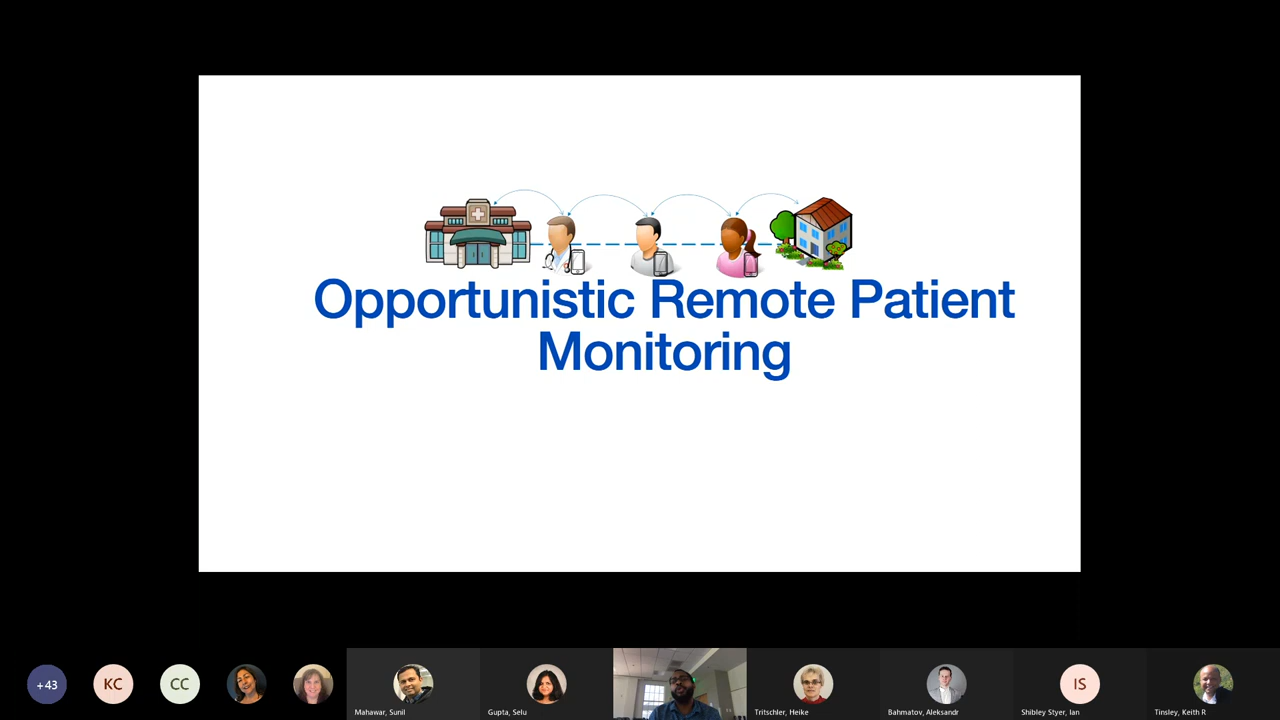 Opportunistic Remote Patient
Monitoring
+43
KC
CC
Mahawar, Sunil
Gupta, Selu
Tritschler, Heike
Bahmatov, Aleksandr
IS
Shibley Styer, Ian
Tinsley, Keith R